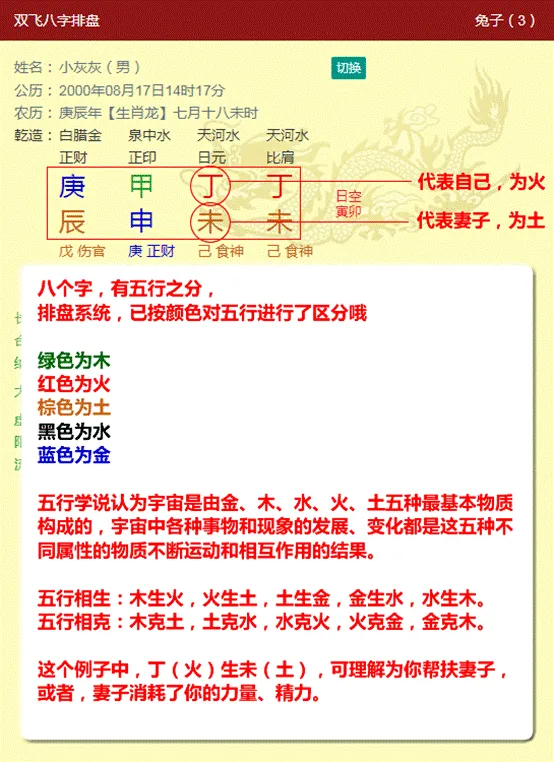 双飞八字排盘 兔子（3）
姓名：小灰灰（男） 切换
公历：2000年08月17日14时17分
农历：庚辰年【生肖龙】七月十八未时
乾造：白腊金 泉中水 天河水 天河水
正财 正印 日元 比肩
庚 甲 丁 丁 代表自己，为火
日空
寅卯
辰 申 未 未 代表妻子，为土
戊 伤官 庚 正财 己 食神 己 食神
八个字，有五行之分，
排盘系统，已按颜色对五行进行了区分哦
绿色为木
红色为火
棕色为土
黑色为水
蓝色为金
五行学说认为宇宙是由金、木、水、火、土五种最基本物质
构成的，宇宙中各种事物和现象的发展、变化都是这五种不
同属性的物质不断运动和相互作用的结果。
五行相生：木生火，火生土，土生金，金生水，水生木。
五行相克：木克土，土克水，水克火，火克金，金克木。
这个例子中，丁（火）生未（土），可理解为你帮扶妻子，
或者，妻子消耗了你的力量、精力。